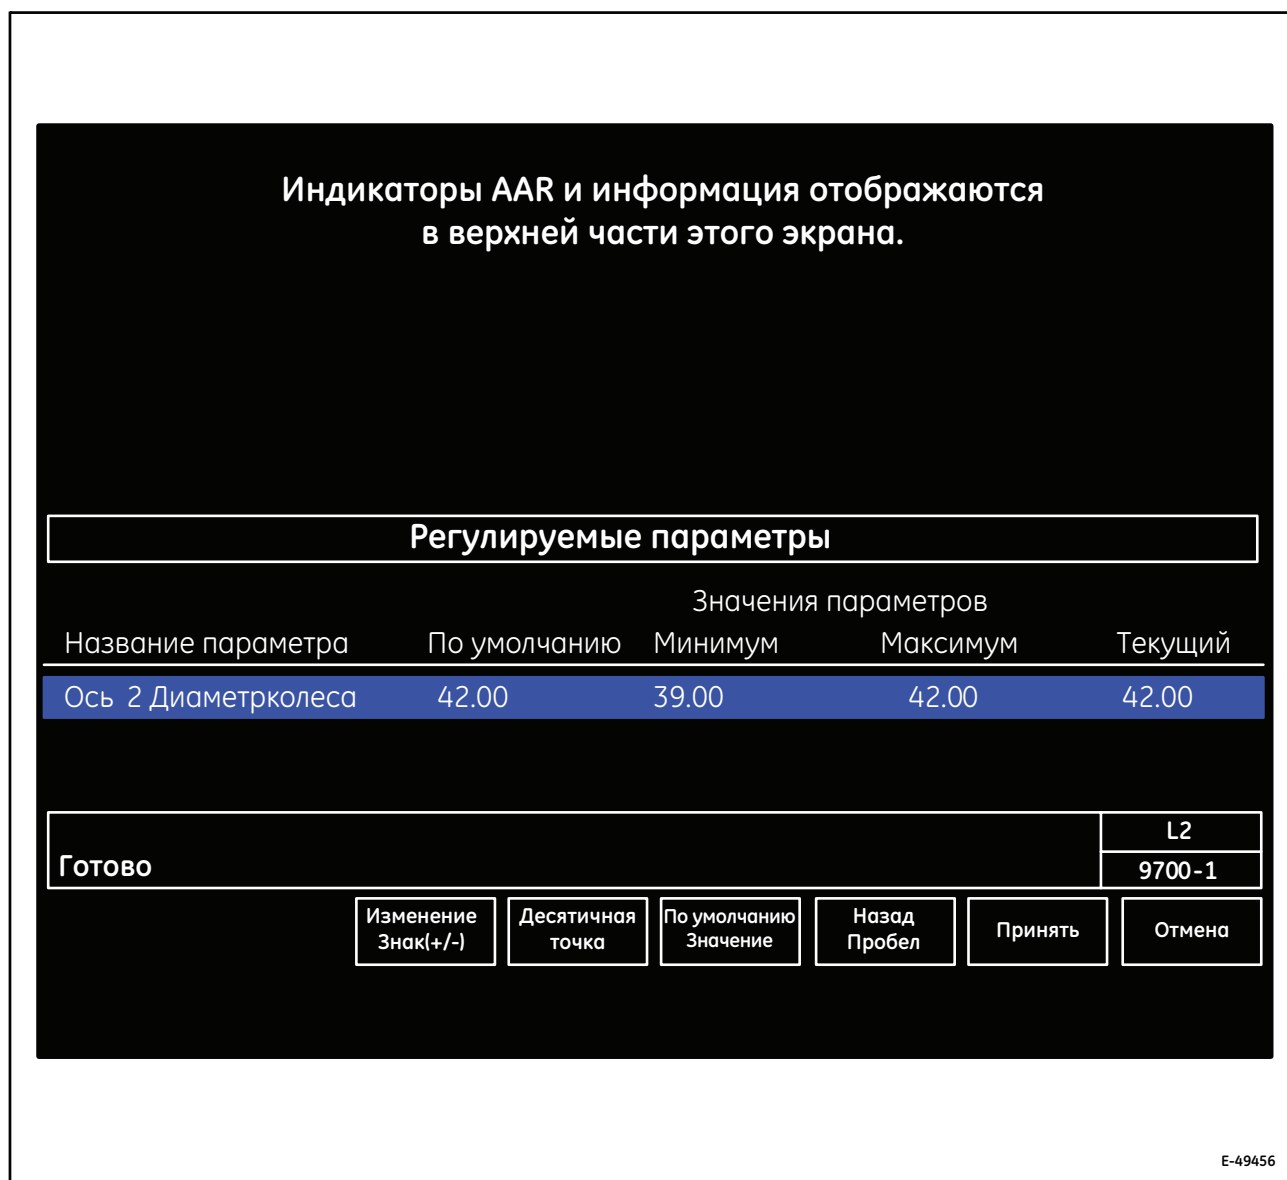 Индикаторы AAR и информация отображаются
в верхней части этого экрана.
Регулируемые параметры
Значения параметров
Название параметра По умолчанию Минимум Максимум Текущий
Ось 2 Диаметрколеса 42.00 39.00 42.00 42.00
L2
Готово
9700-1
Изменение
Знак(+/-)
Десятичная
точка
По умолчанию
Значение
Назад
Пробел
Принять
Отмена
E-49456